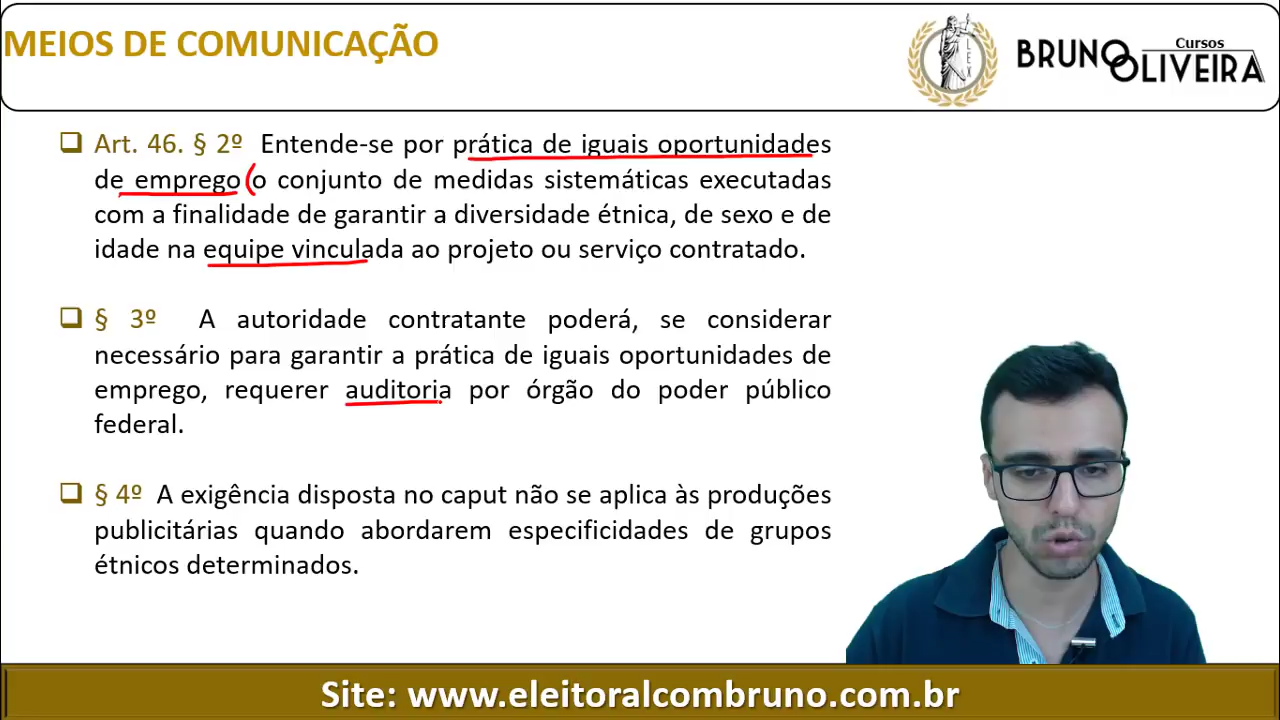 MEIOS DE COMUNICAÇÃO
LEX
Cursos
BRUNO
OLIVEIRA
❑ Art. 46. § 2º Entende-se por prática de iguais oportunidades
de emprego o conjunto de medidas sistemáticas executadas
com a finalidade de garantir a diversidade étnica, de sexo e de
idade na equipe vinculada ao projeto ou serviço contratado.
❑ § 3º A autoridade contratante poderá, se considerar
necessário para garantir a prática de iguais oportunidades de
emprego, requerer auditoria por órgão do poder público
federal.
❑ § 4º A exigência disposta no caput não se aplica às produções
publicitárias quando abordarem especificidades de grupos
étnicos determinados.
Site: www.eleitoralcombruno.com.br